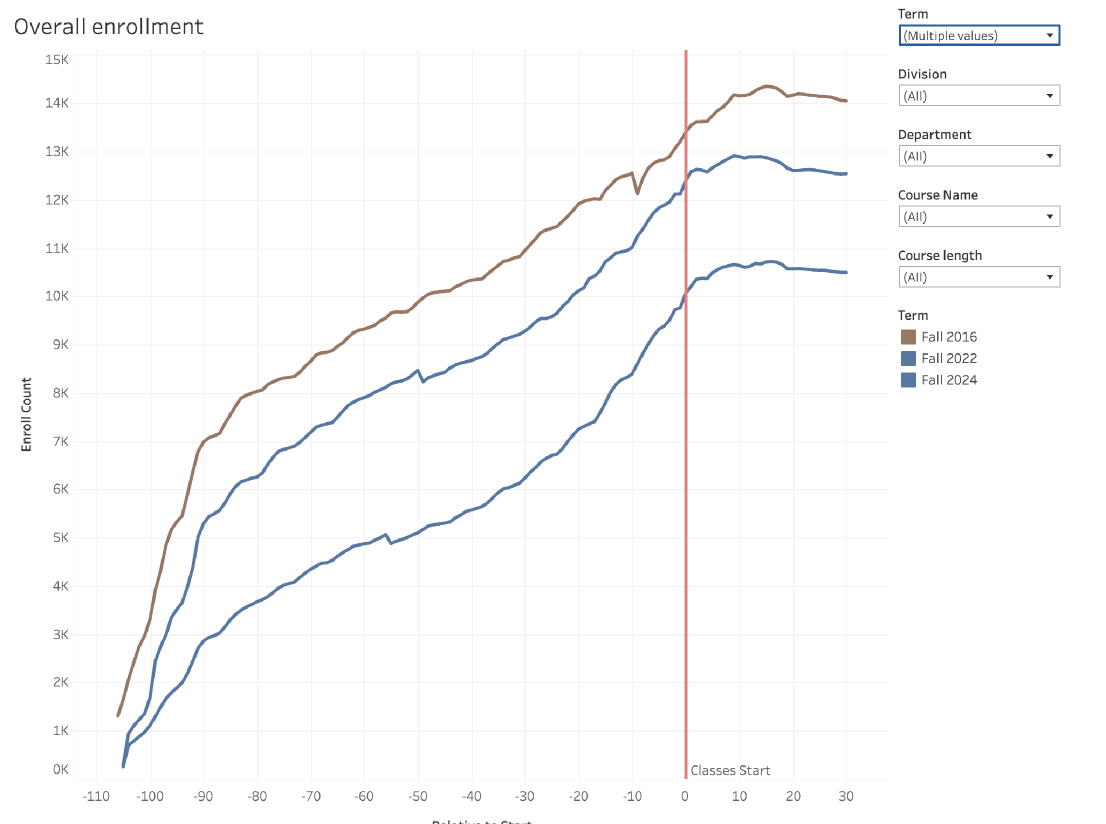 Overall enrollment
Term
(Multiple values)
Division
(All)
Department
(All)
Course Name
(All)
Course length
(All)
Term
Fall 2016
Fall 2022
Fall 2024
Enroll Count
15K
14K
13K
12K
11K
10K
9K
8K
7K
6K
5K
4K
3K
2K
1K
0K
Classes Start
-110 -100 -90 -80 -70 -60 -50 -40 -30 -20 -10 0 10 20 30
Relative to Start